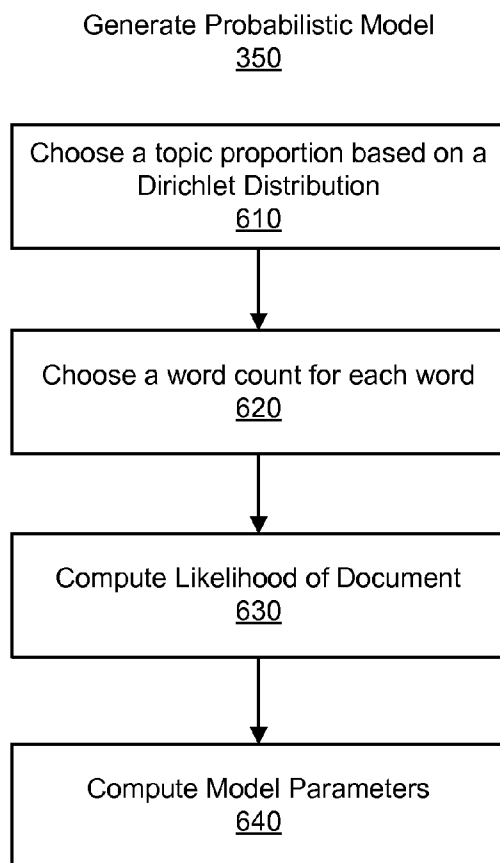 Generate Probabilistic Model
350
Choose a topic proportion based on a
Dirichlet Distribution
610
Choose a word count for each word
620
Compute Likelihood of Document
630
Compute Model Parameters
640